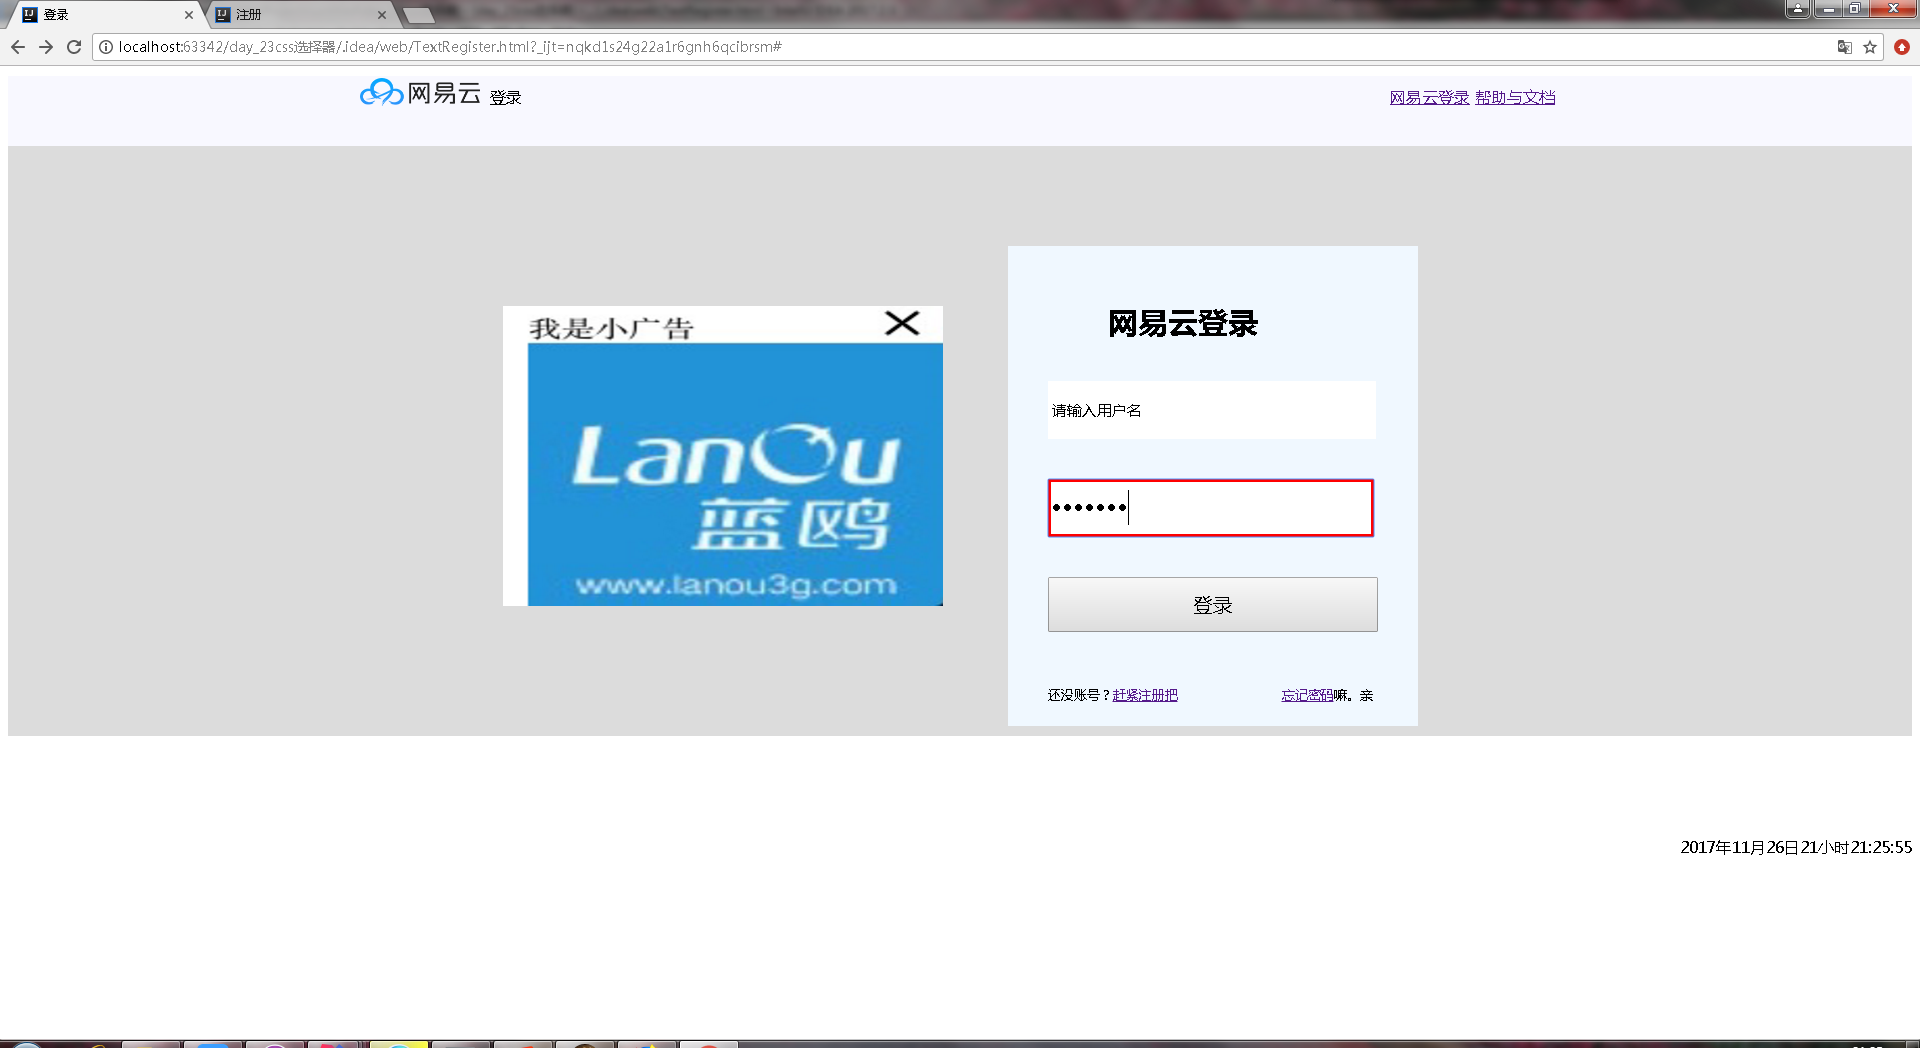 登录
注册
localhost:63342/day_23css选择器/.idea/web/TextRegister.html?_ijt=nqkd1s24g22a1r6gnh6qcibrsm#
网易云 登录
网易云登录 帮助与文档
我是小广告
LanOu
蓝鸥
www.lanou3g.com
网易云登录
请输入用户名
•••••••
登录
还没账号？赶紧注册把
忘记密码嘛。亲
2017年11月26日21小时21:25:55